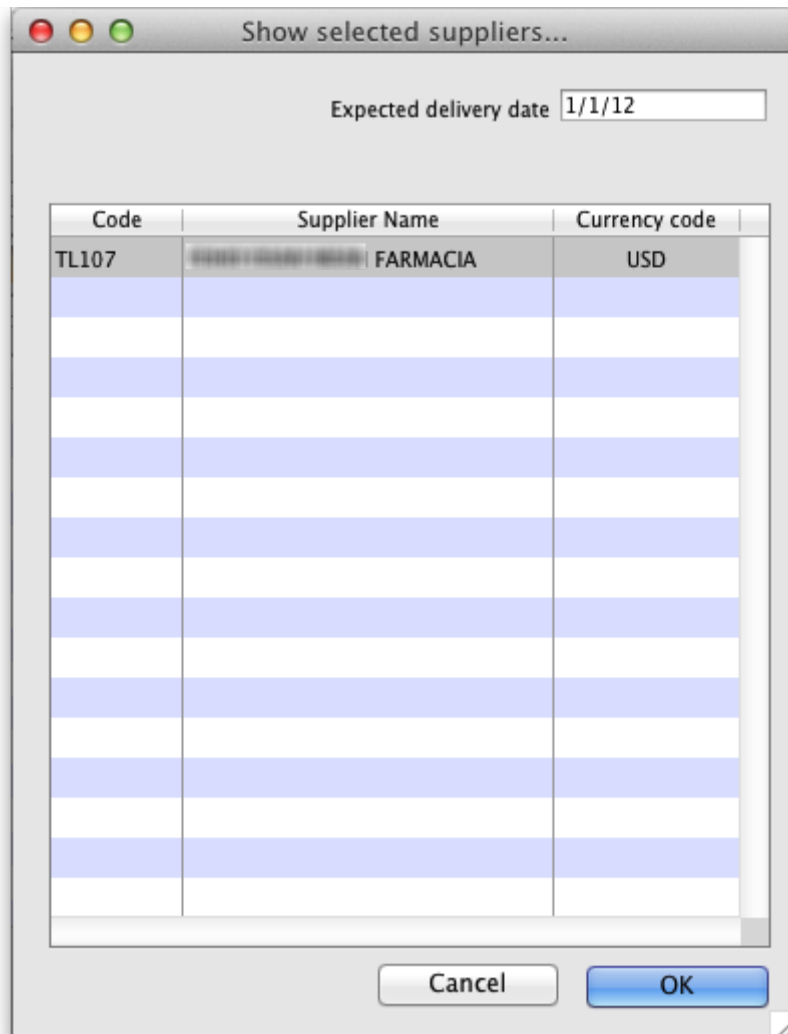 Show selected suppliers...
Expected delivery date 1/1/12
Code Supplier Name Currency code
TL107 FARMACIA USD
Cancel OK